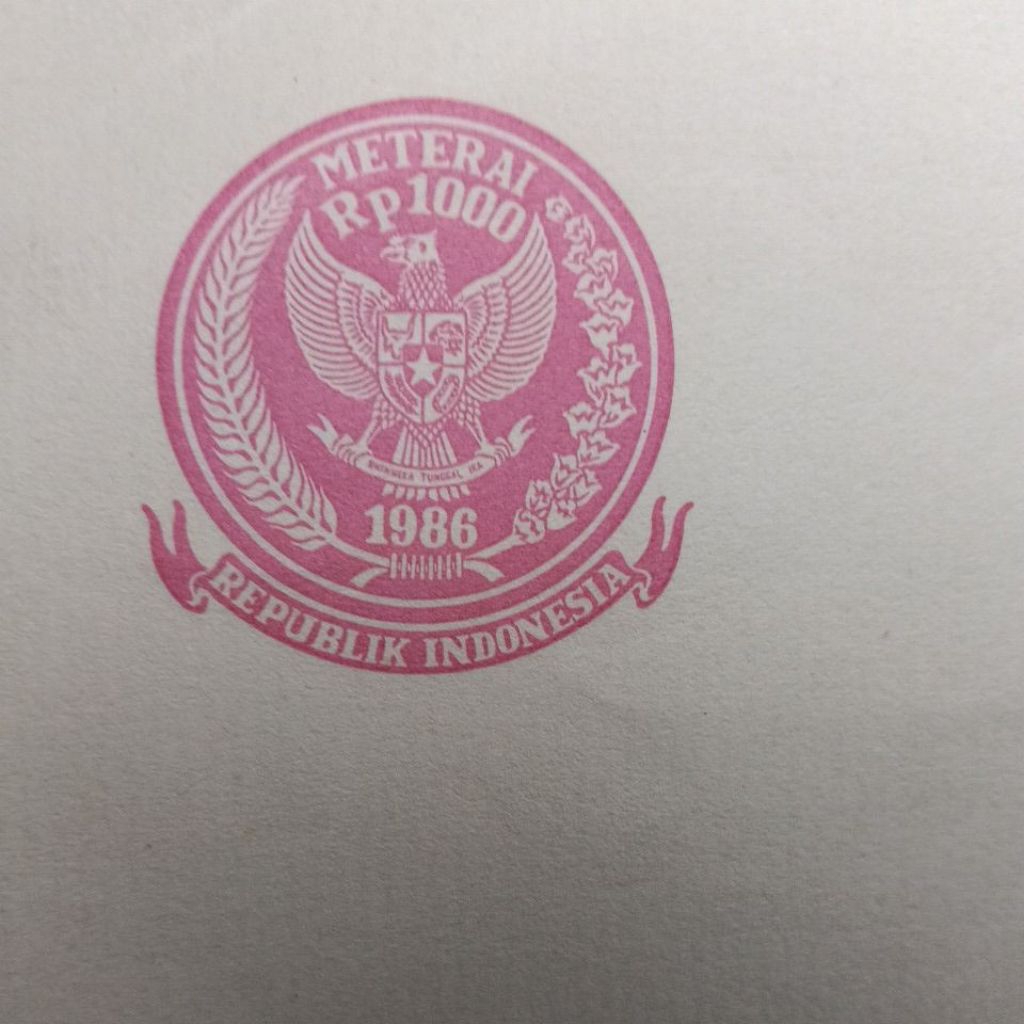 METERAI
Rp1000
BHINNEKA TUNGGAL IKA
1986
REPUBLIK INDONESIA